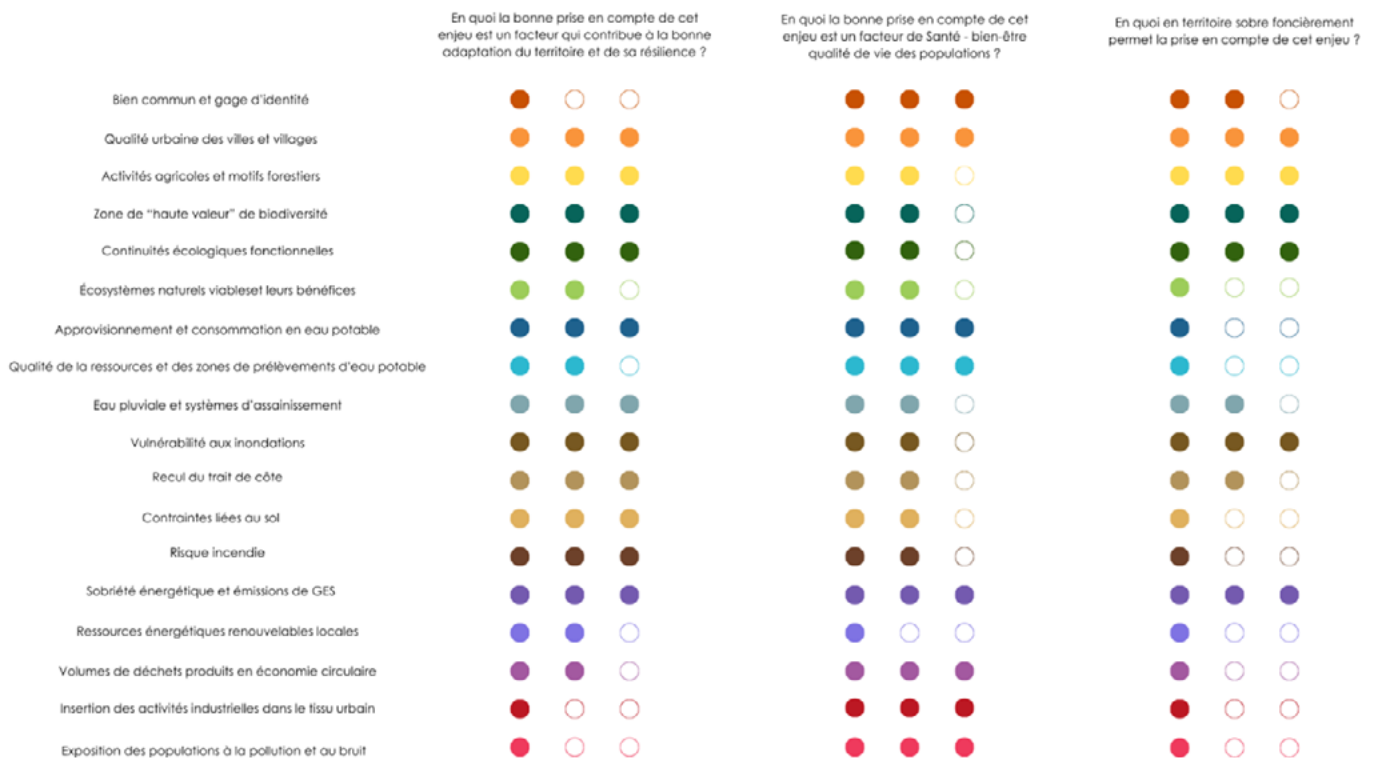 En quoi la bonne prise en compte de cet
enjeu est un facteur qui contribue à la bonne
adaptation du territoire et de sa résilience ?
En quoi la bonne prise en compte de cet
enjeu est un facteur de Santé - bien-être
qualité de vie des populations ?
En quoi en territoire sobre foncièrement
permet la prise en compte de cet enjeu ?
Bien commun et gage d'identité
Qualité urbaine des villes et villages
Activités agricoles et motifs forestiers
Zone de "haute valeur" de biodiversité
Continuités écologiques fonctionnelles
Écosystèmes naturels viableset leurs bénéfices
Approvisionnement et consommation en eau potable
Qualité de la ressources et des zones de prélèvements d'eau potable
Eau pluviale et systèmes d'assainissement
Vulnérabilité aux inondations
Recul du trait de côte
Contraintes liées au sol
Risque incendie
Sobriété énergétique et émissions de GES
Ressources énergétiques renouvelables locales
Volumes de déchets produits en économie circulaire
Insertion des activités industrielles dans le tissu urbain
Exposition des populations à la pollution et au bruit